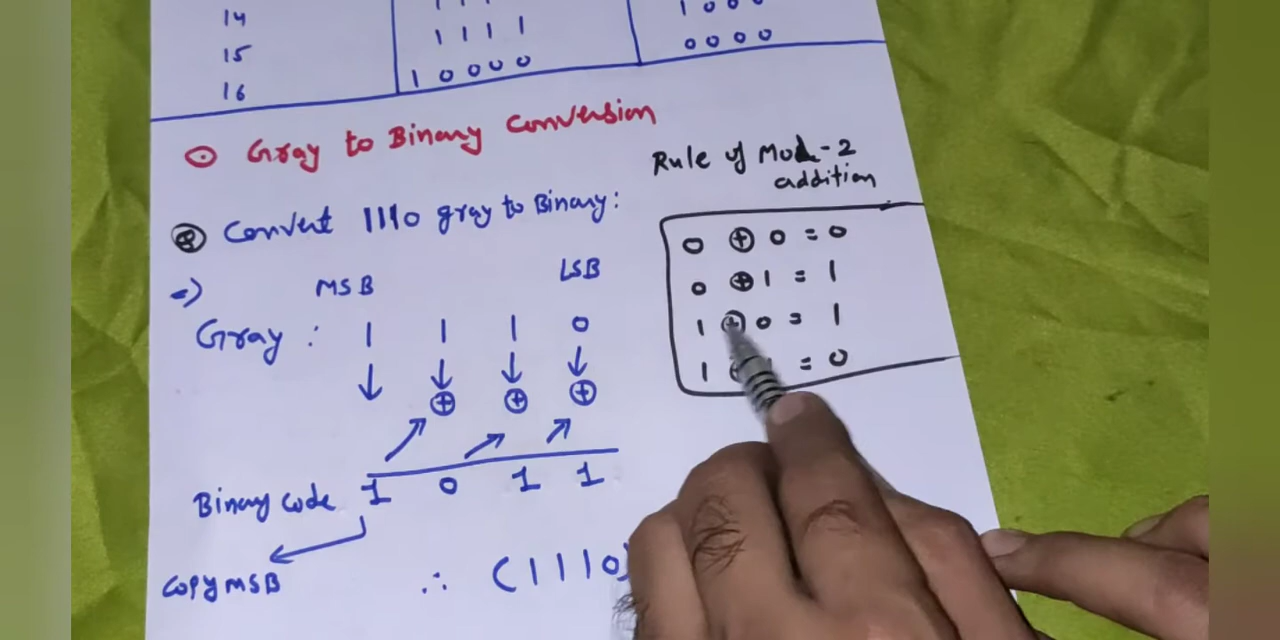 14
15 1 1 1 1 1 0 0 0
16 1 0 0 0 0 0 0 0 0
⊙ Gray to Binary Conversion
Rule of Mod-2
addition
⊛ Convert 1110 gray to Binary:
0 ⊕ 0 = 0
0 ⊕ 1 = 1
1 ⊕ 0 = 1
1 = 0
=> MSB LSB
Gray : 1 1 1 0
↓ ↓ ↓ ↓
⊕ ⊕ ⊕
↗ ↗ ↗
Binary Code 1 0 1 1
Copy MSB
∴ (1110)